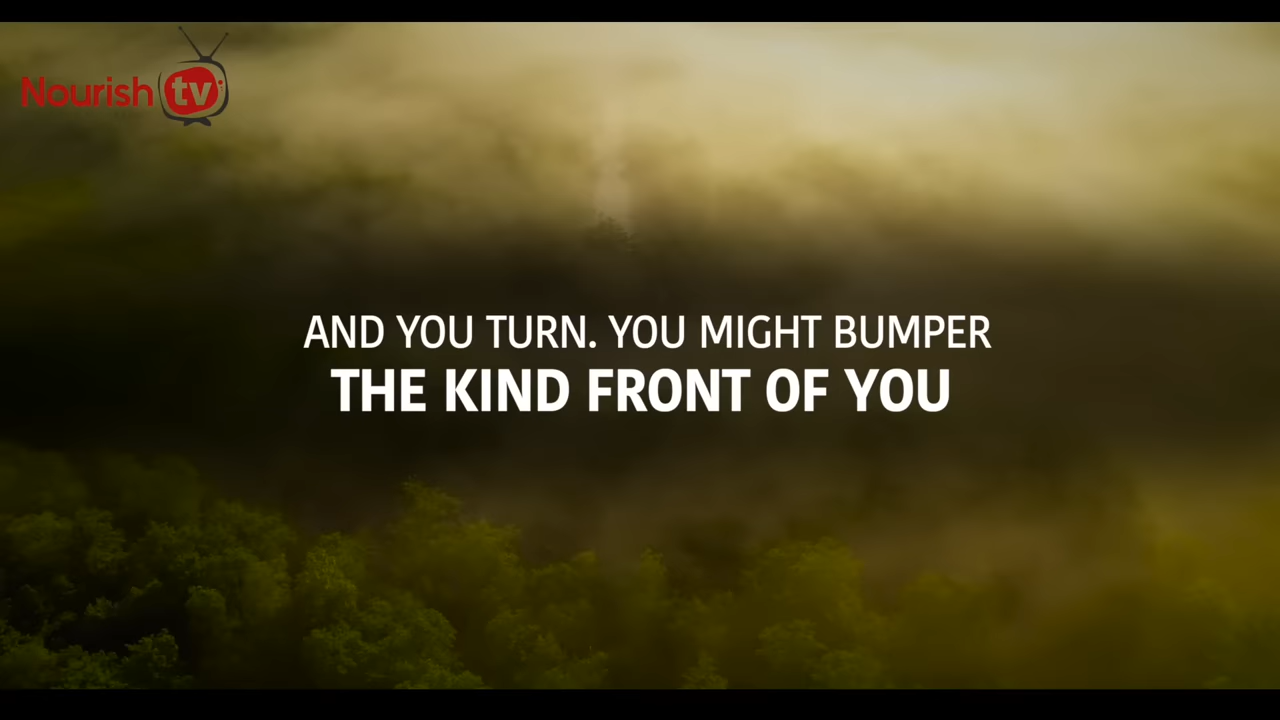 Nourish tv
AND YOU TURN. YOU MIGHT BUMPER
THE KIND FRONT OF YOU